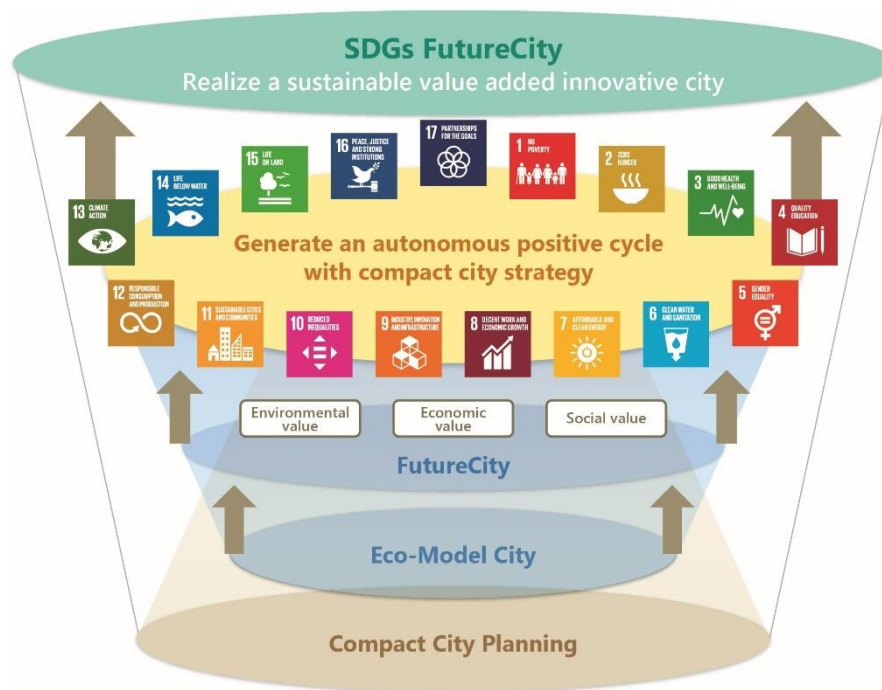 SDGs FutureCity
Realize a sustainable value added innovative city
17 PARTNERSHIPS
FOR THE GOALS
16 PEACE, JUSTICE
AND STRONG
INSTITUTIONS
1 NO
POVERTY
15 LIFE
ON LAND
2 ZERO
HUNGER
14 LIFE
BELOW WATER
3 GOOD HEALTH
AND WELL-BEING
13 CLIMATE
ACTION
4 QUALITY
EDUCATION
Generate an autonomous positive cycle
with compact city strategy
12 RESPONSIBLE
CONSUMPTION
AND PRODUCTION
11 SUSTAINABLE CITIES
AND COMMUNITIES
10 REDUCED
INEQUALITIES
9 INDUSTRY, INNOVATION
AND INFRASTRUCTURE
8 DECENT WORK AND
ECONOMIC GROWTH
7 AFFORDABLE AND
CLEAN ENERGY
6 CLEAN WATER
AND SANITATION
5 GENDER
EQUALITY
Environmental
value
Economic
value
Social value
FutureCity
Eco-Model City
Compact City Planning